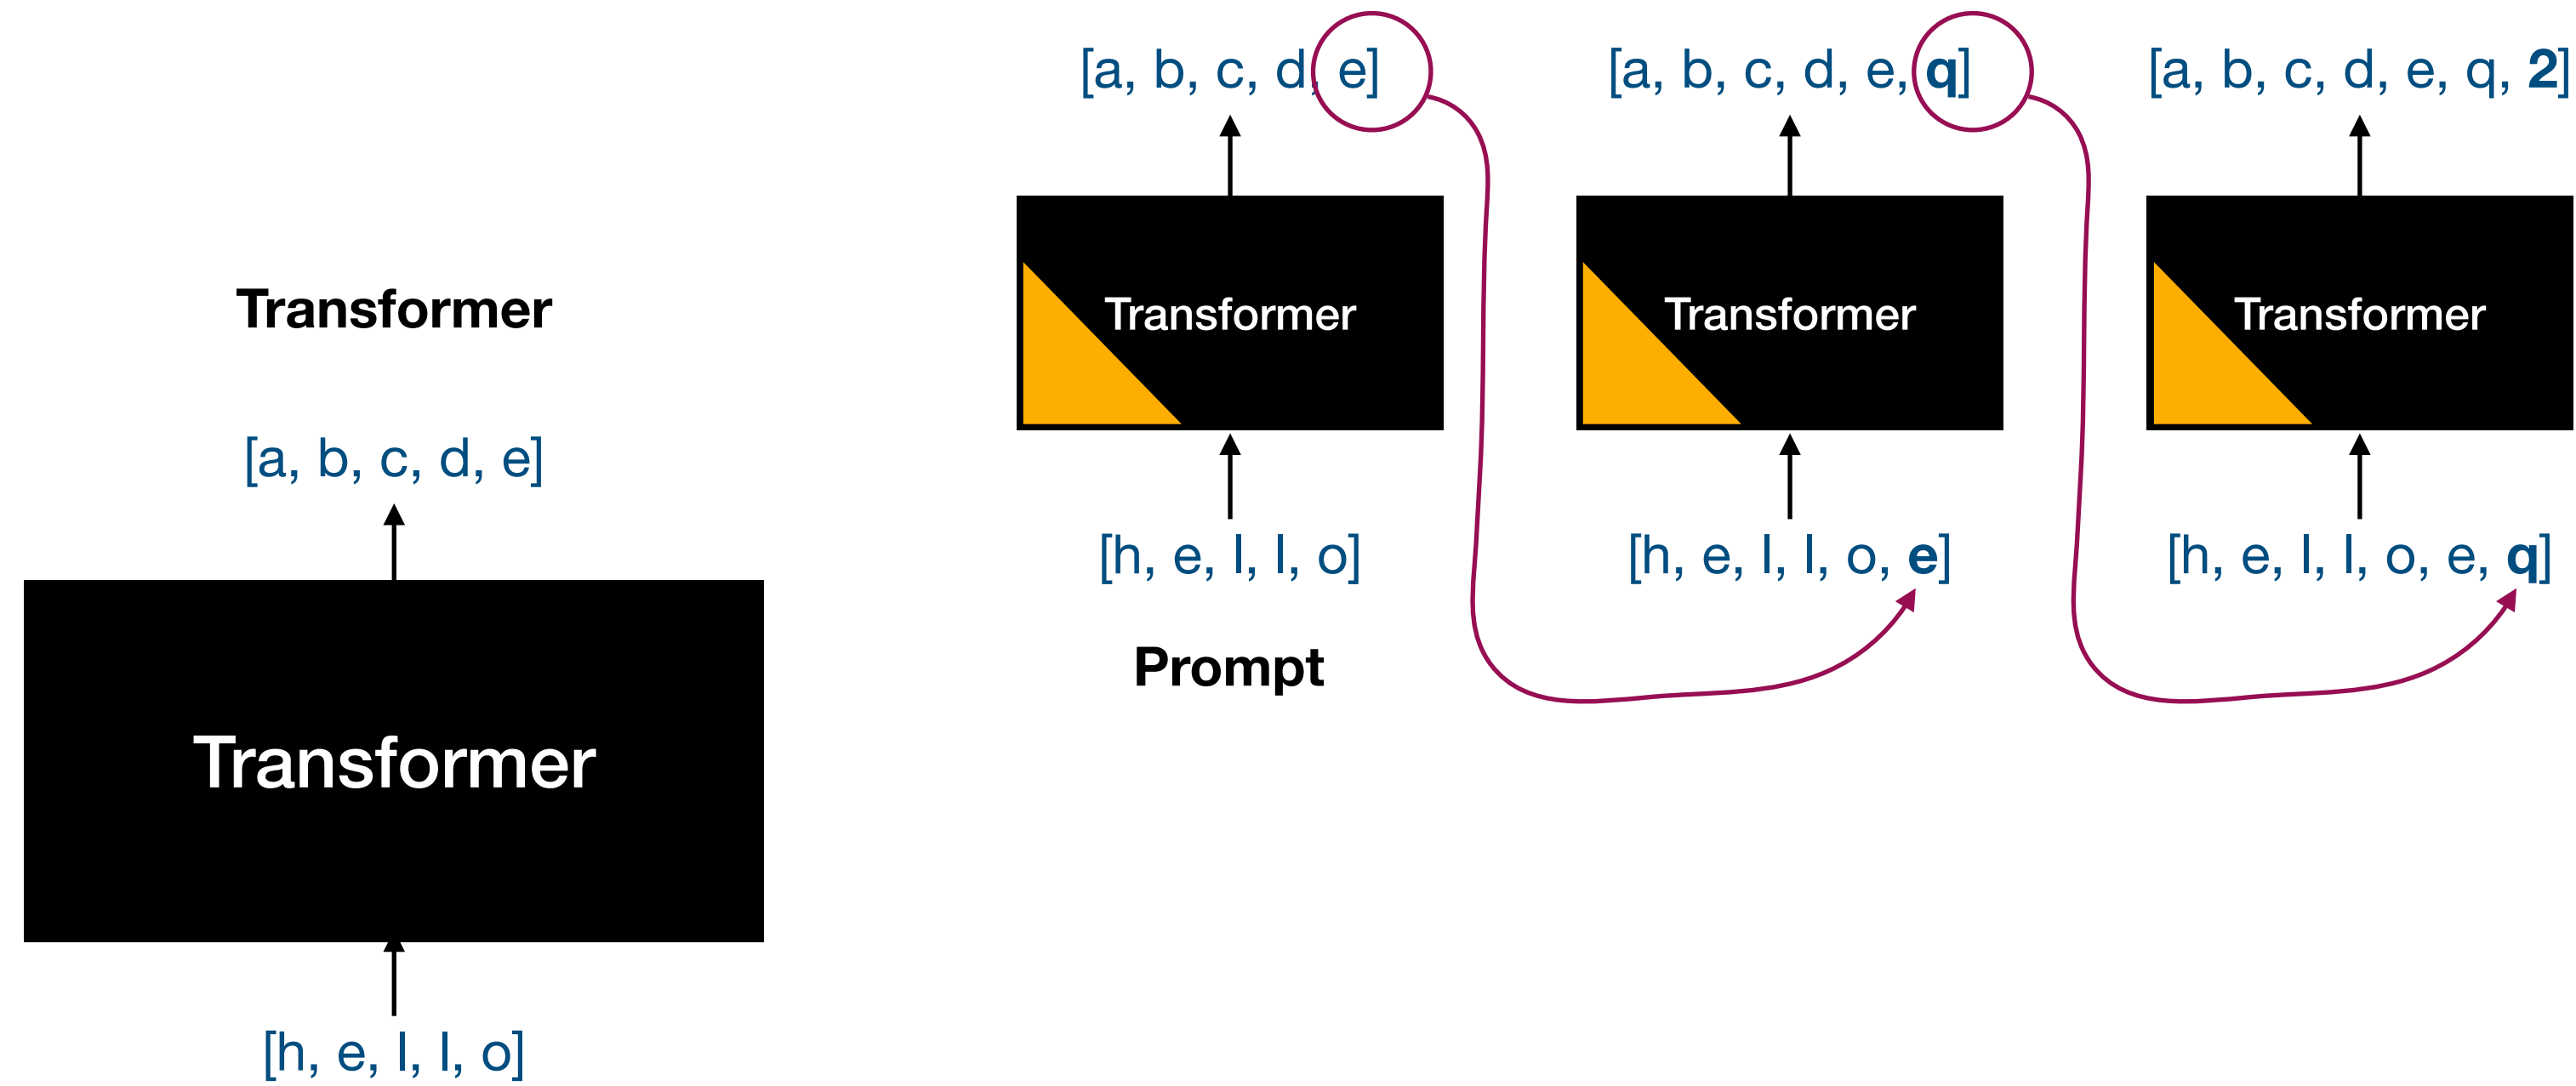 Transformer
[a, b, c, d, e]
Transformer
[h, e, l, l, o]
[a, b, c, d, e]
Transformer
[h, e, l, l, o]
Prompt
[a, b, c, d, e, q]
Transformer
[h, e, l, l, o, e]
[a, b, c, d, e, q, 2]
Transformer
[h, e, l, l, o, e, q]